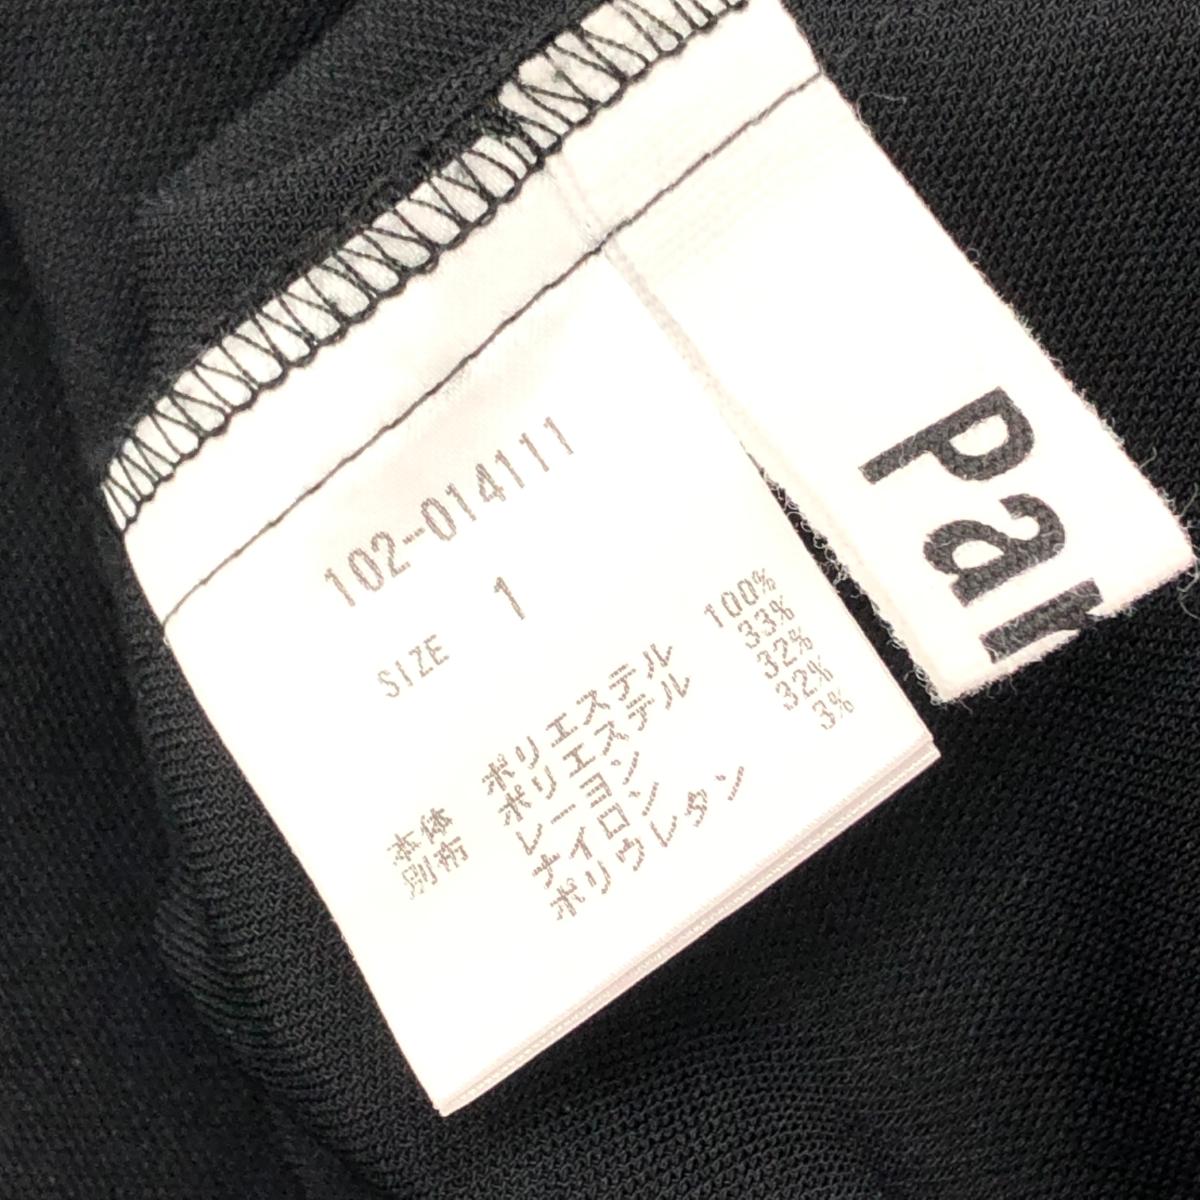 102-014111
SIZE 1
本体 ポリエステル 100%
別布 ポリエステル 33%
レーヨン 32%
ナイロン 32%
ポリウレタン 3%
par